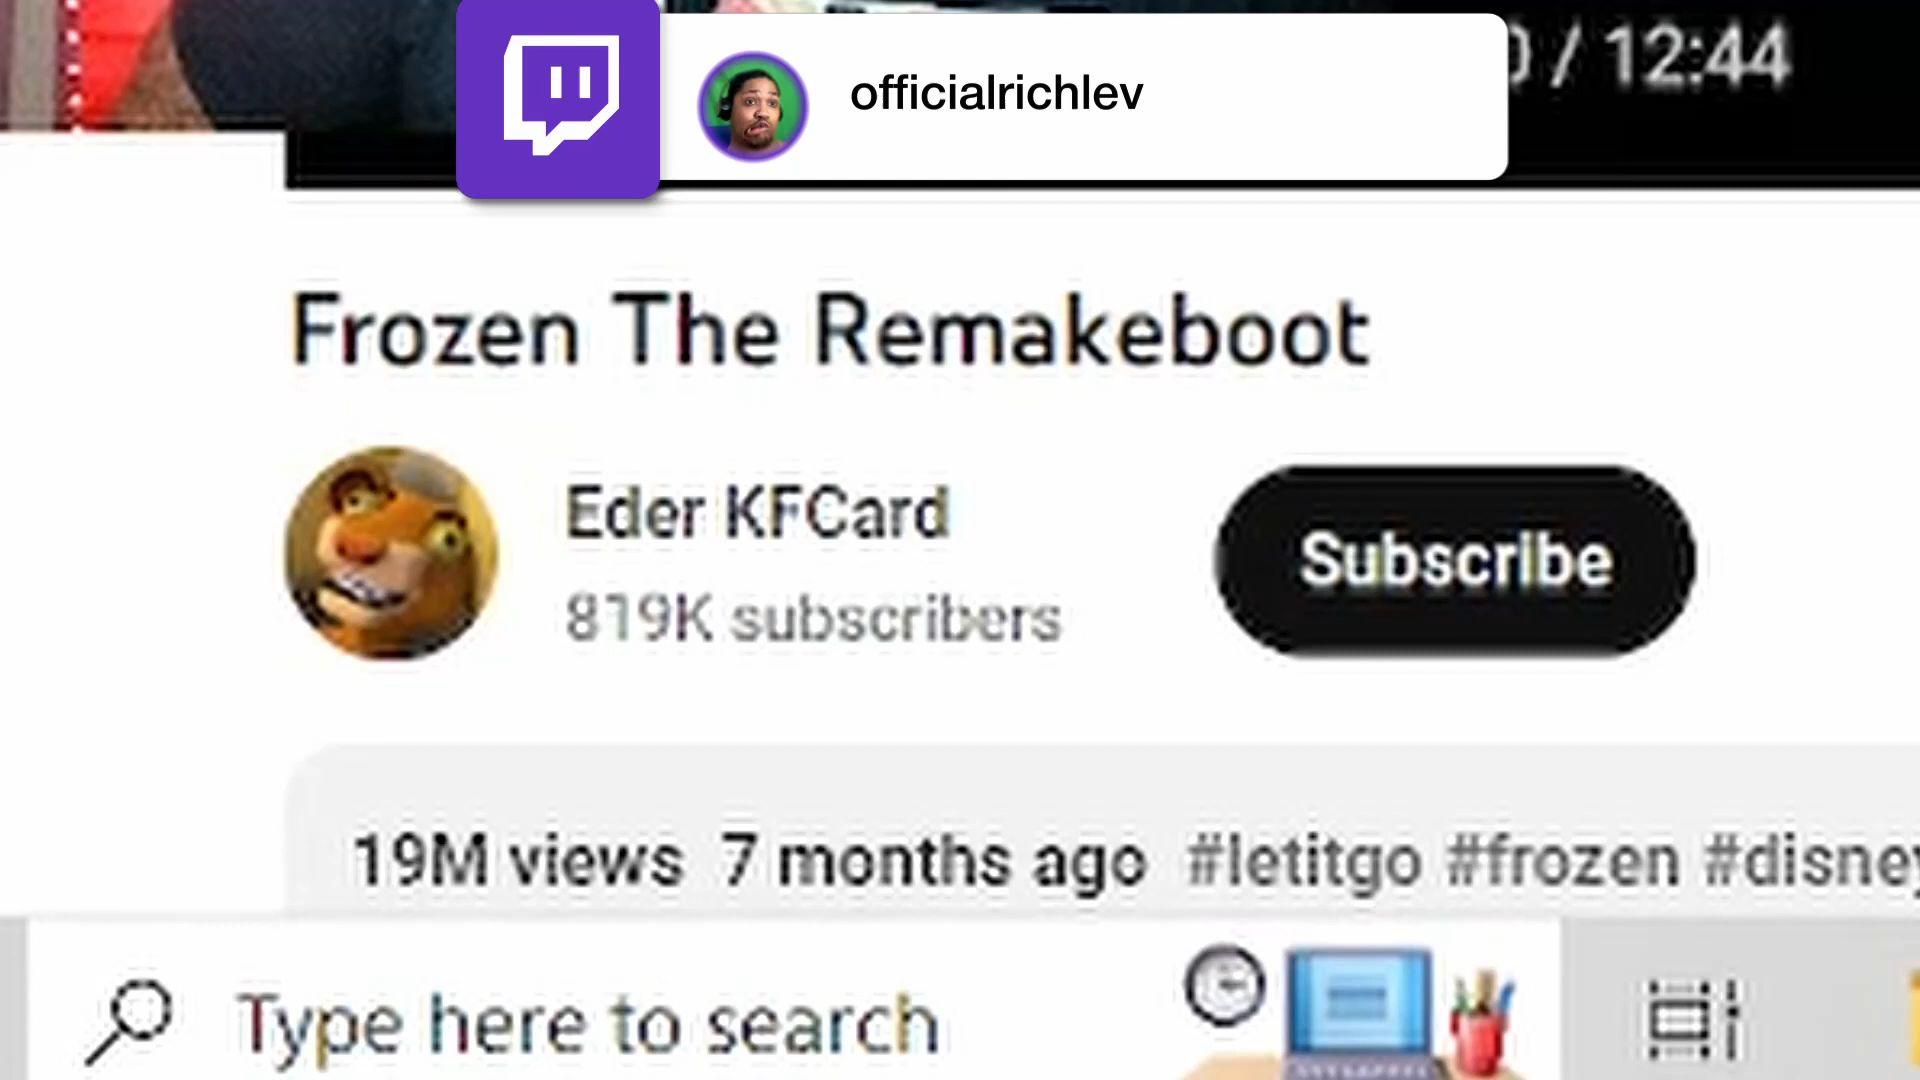 officialrichlev
/ 12:44
Frozen The Remakeboot
Eder KFCard
819K subscribers
Subscribe
19M views 7 months ago #letitgo #frozen #disney
Type here to search